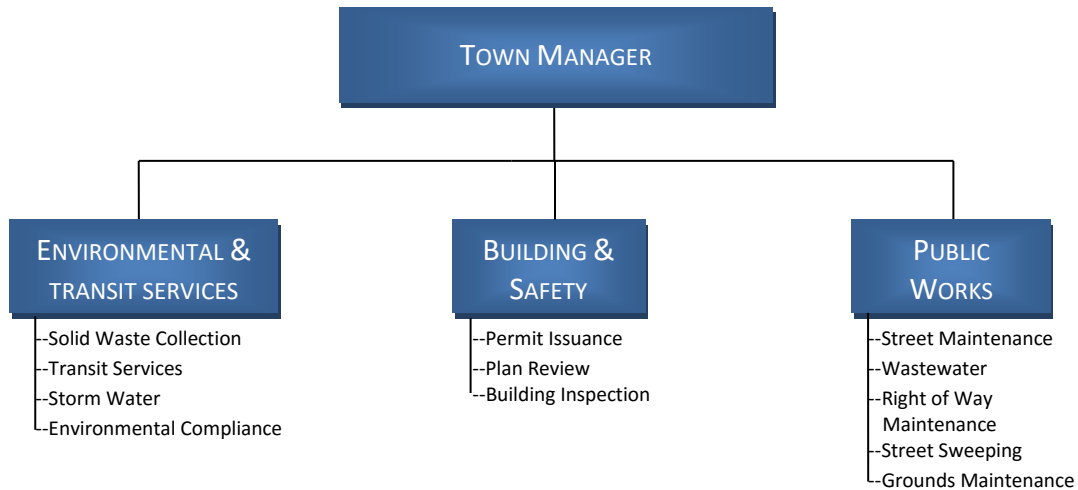 TOWN MANAGER
ENVIRONMENTAL &
TRANSIT SERVICES
--Solid Waste Collection
--Transit Services
--Storm Water
--Environmental Compliance
BUILDING &
SAFETY
--Permit Issuance
--Plan Review
--Building Inspection
PUBLIC
WORKS
--Street Maintenance
--Wastewater
--Right of Way
Maintenance
--Street Sweeping
--Grounds Maintenance